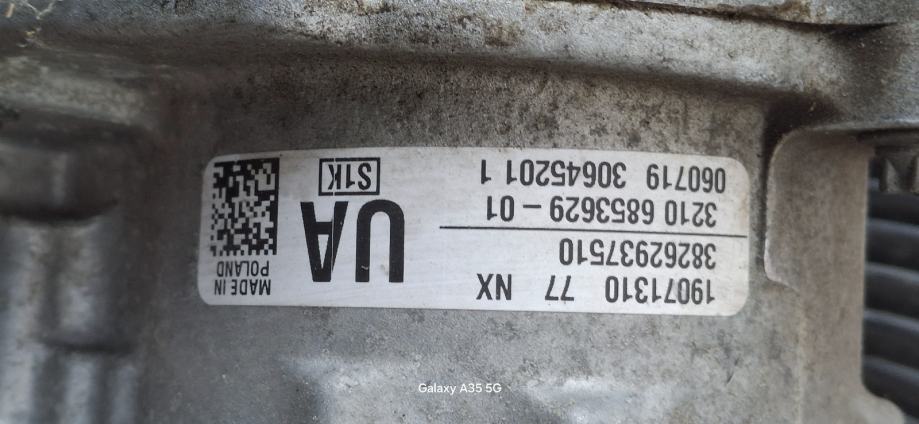 19071310 77 NX
38262937510
3210 6853629 – 01
060719 30645201 1
UA
S1K
MADE IN
POLAND
Galaxy A35 5G